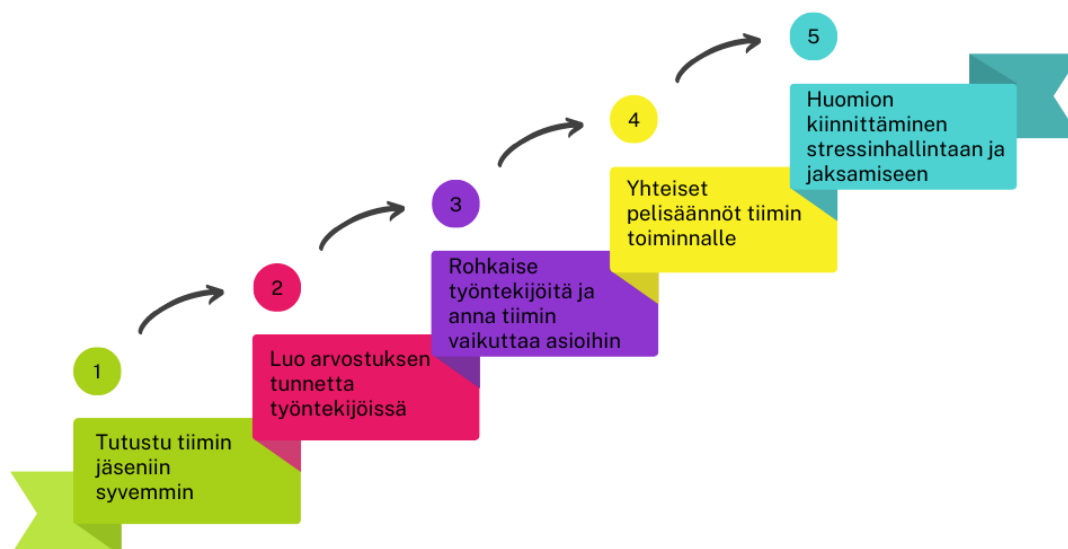 1
Tutustu tiimin
jäseniin
syvemmin
2
Luo arvostuksen
tunnetta
työntekijöissä
3
Rohkaise
työntekijöitä ja
anna tiimin
vaikuttaa asioihin
4
Yhteiset
pelisäännöt tiimin
toiminnalle
5
Huomion
kiinnittäminen
stressinhallintaan ja
jaksamiseen